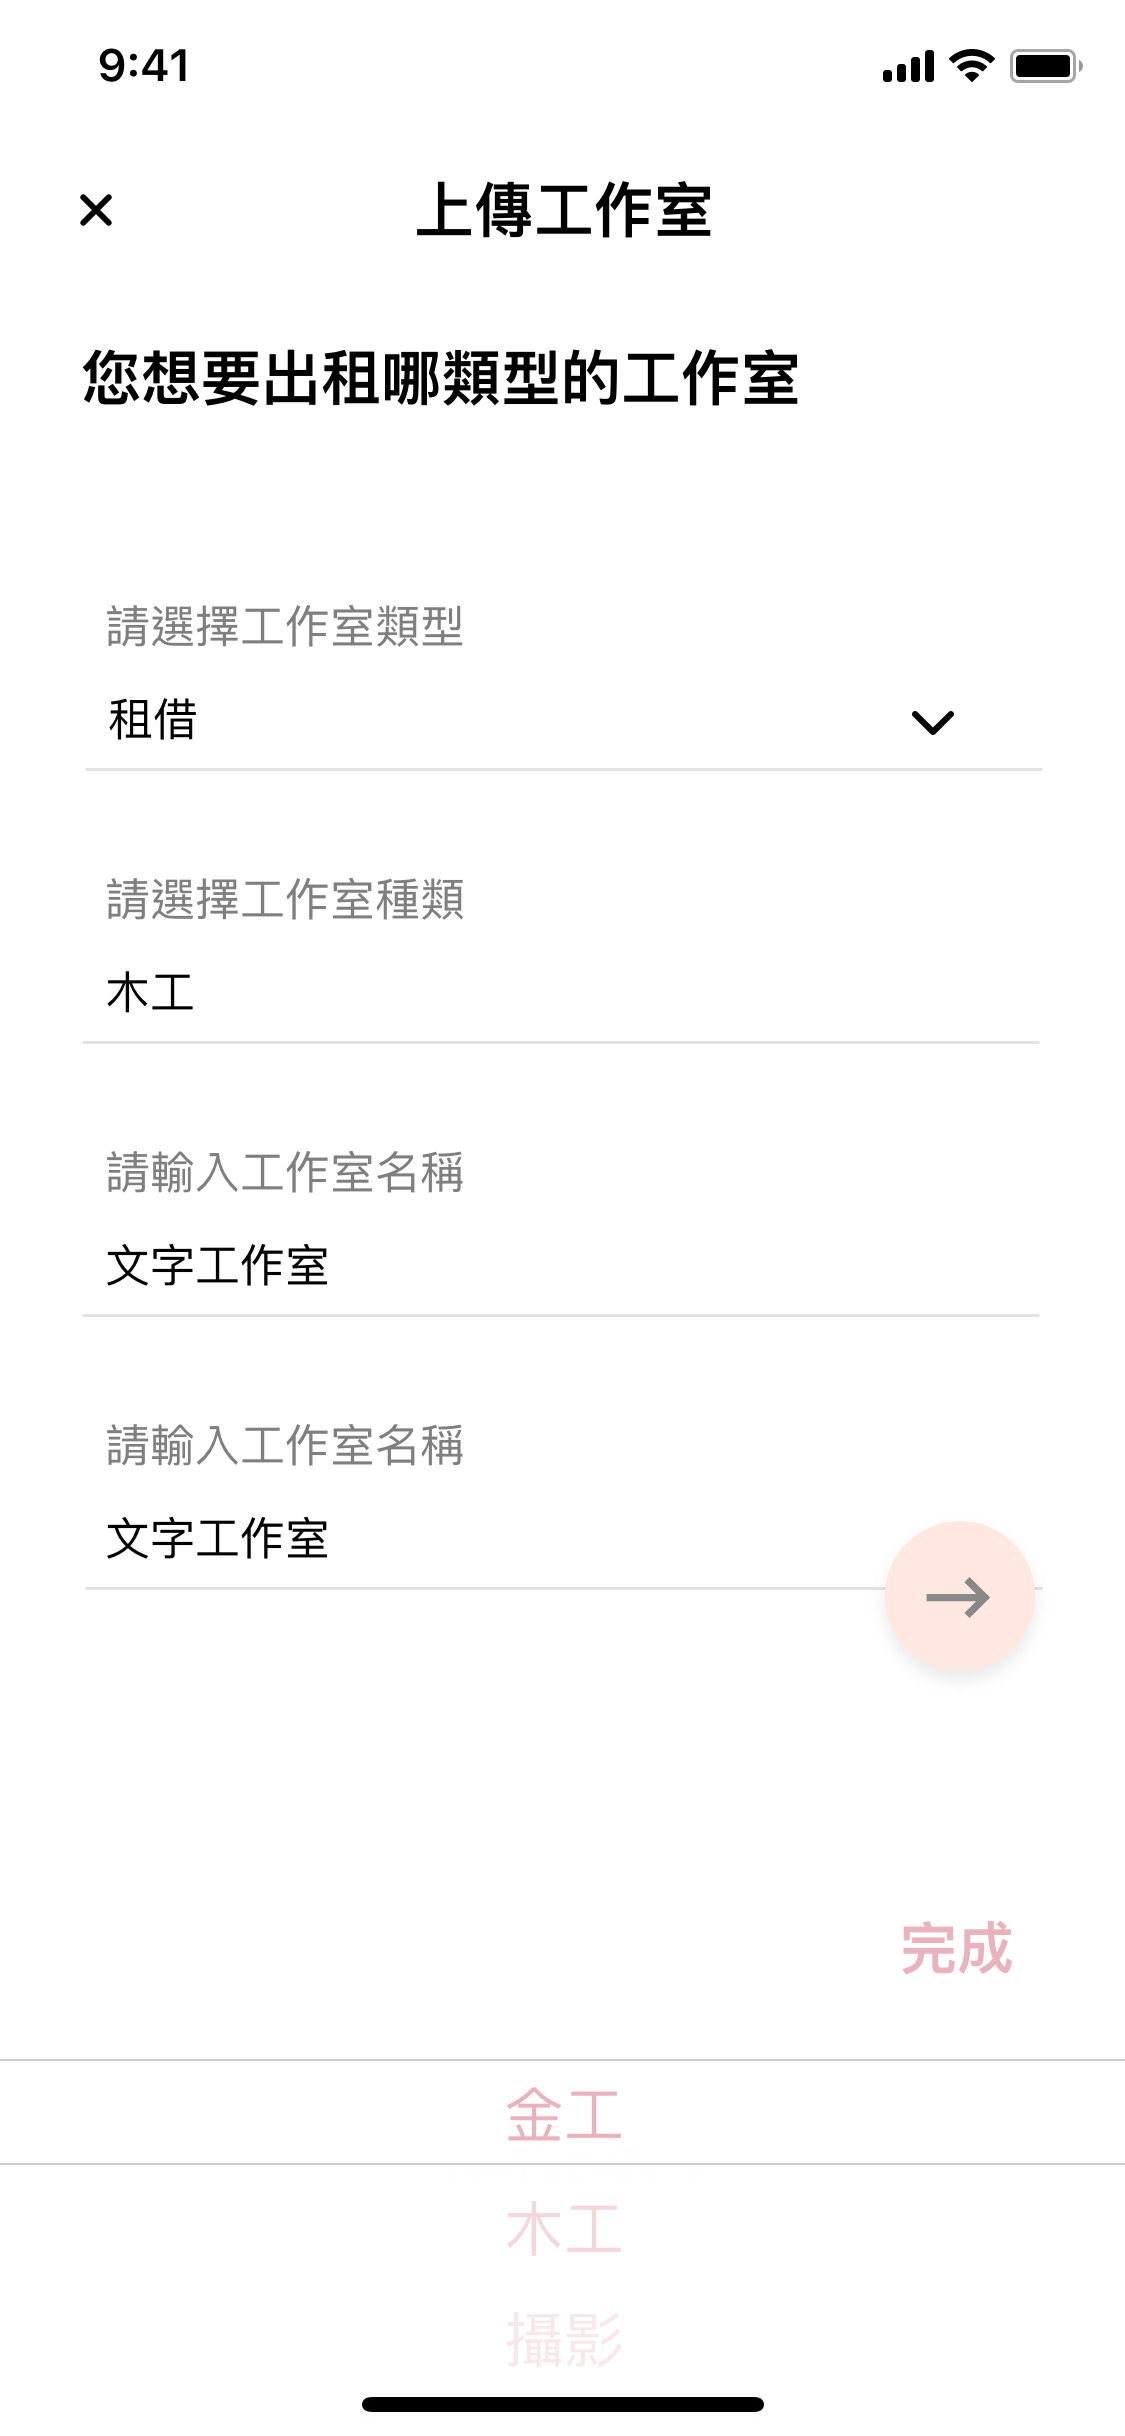 9:41
上傳工作室
您想要出租哪類型的工作室
請選擇工作室類型
租借
請選擇工作室種類
木工
請輸入工作室名稱
文字工作室
請輸入工作室名稱
文字工作室
完成
金工
木工
攝影